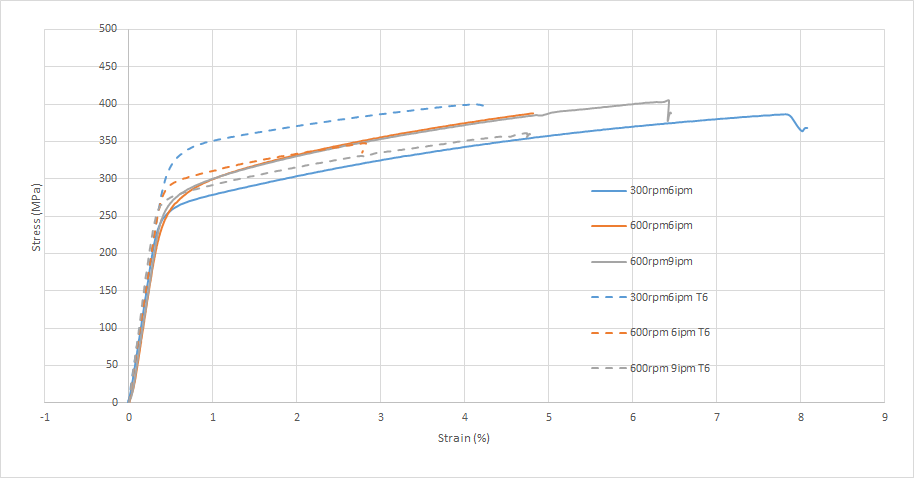 500
450
400
350
300
250
200
150
100
50
0
-1 0 1 2 3 4 5 6 7 8 9
Stress (MPa)
Strain (%)
300rpm6ipm
600rpm6ipm
600rpm9ipm
300rpm6ipm T6
600rpm 6ipm T6
600rpm 9ipm T6